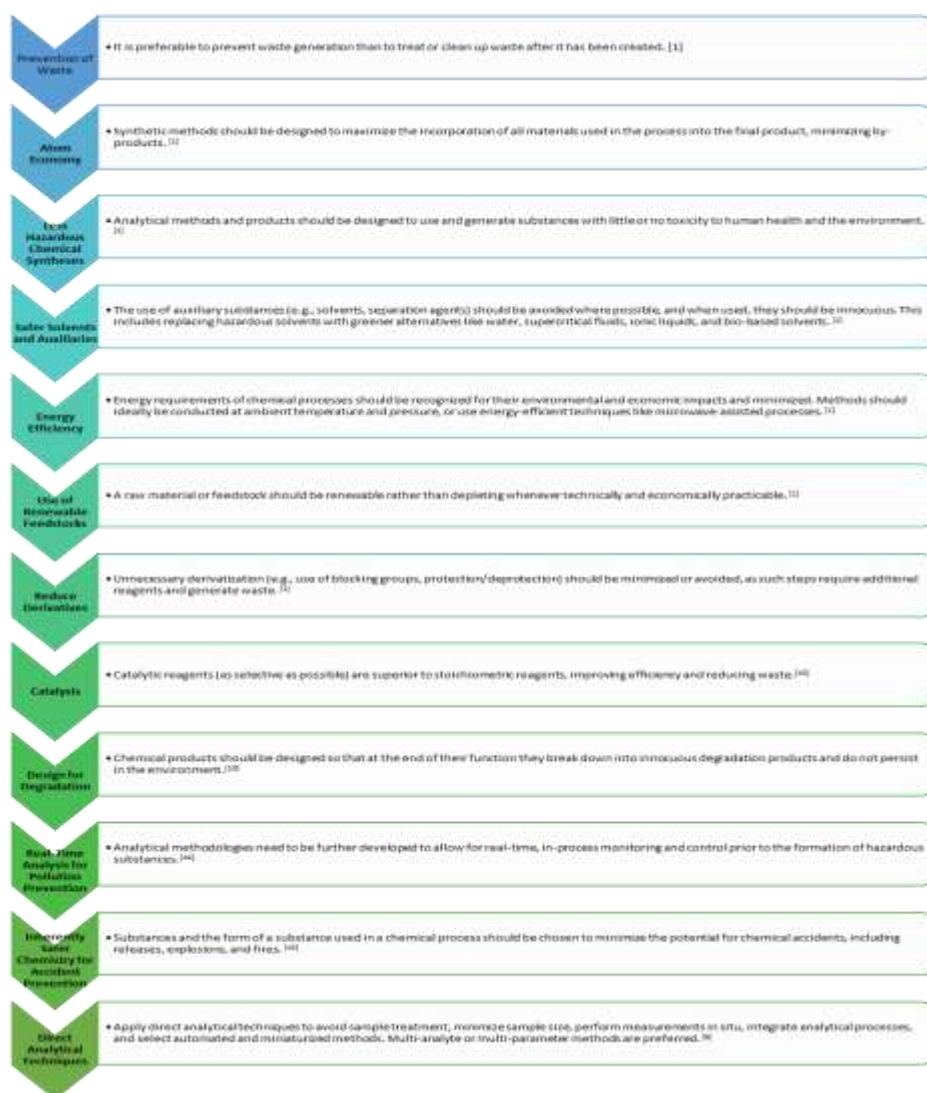 Prevention of
Waste
• It is preferable to prevent waste generation than to treat or clean up waste after it has been created. [1]
Atom
Economy
• Synthetic methods should be designed to maximize the incorporation of all materials used in the process into the final product, minimizing by-
products.
Less
Hazardous
Chemical
Syntheses
• Analytical methods and products should be designed to use and generate substances with little or no toxicity to human health and the environment.
Safer Solvents
and Auxiliaries
• The use of auxiliary substances (e.g., solvents, separation agents) should be avoided where possible, and when used, they should be innocuous. This
includes replacing hazardous solvents with greener alternatives like water, supercritical fluids, ionic liquids, and bio-based solvents.
Energy
Efficiency
• Energy requirements of chemical processes should be recognized for their environmental and economic impacts and minimized. Methods should
ideally be conducted at ambient temperature and pressure, or use energy-efficient techniques like microwave-assisted processes.
Use of
Renewable
Feedstocks
• A raw material or feedstock should be renewable rather than depleting whenever technically and economically practicable.
Reduce
Derivatives
• Unnecessary derivatization (e.g., use of blocking groups, protection/deprotection) should be minimized or avoided, as such steps require additional
reagents and generate waste.
Catalysis
• Catalytic reagents (as selective as possible) are superior to stoichiometric reagents, improving efficiency and reducing waste.
Design for
Degradation
• Chemical products should be designed so that at the end of their function they break down into innocuous degradation products and do not persist
in the environment.
Real-Time
Analysis for
Pollution
Prevention
• Analytical methodologies need to be further developed to allow for real-time, in-process monitoring and control prior to the formation of hazardous
substances.
Inherently
Safer
Chemistry for
Accident
Prevention
• Substances and the form of a substance used in a chemical process should be chosen to minimize the potential for chemical accidents, including
releases, explosions, and fires.
Direct
Analytical
Techniques
• Apply direct analytical techniques to avoid sample treatment, minimize sample size, perform measurements in situ, integrate analytical processes,
and select automated and miniaturized methods. Multi-analyte or multi-parameter methods are preferred.